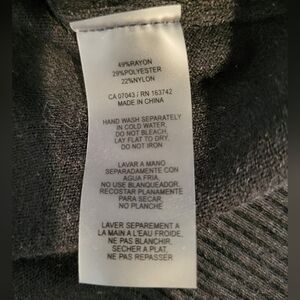 49%RAYON
29%POLYESTER
22%NYLON
CA 07043 / RN 163742
MADE IN CHINA
HAND WASH SEPARATELY
IN COLD WATER,
DO NOT BLEACH,
LAY FLAT TO DRY,
DO NOT IRON
LAVAR A MANO
SEPARADAMENTE CON
AGUA FRIA,
NO USE BLANQUEADOR,
RECOSTAR PLANAMENTE
PARA SECAR,
NO PLANCHE
LAVER SEPAREMENT A
LA MAIN A L'EAU FROIDE,
NE PAS BLANCHIR,
SECHER A PLAT,
NE PAS REPASSER